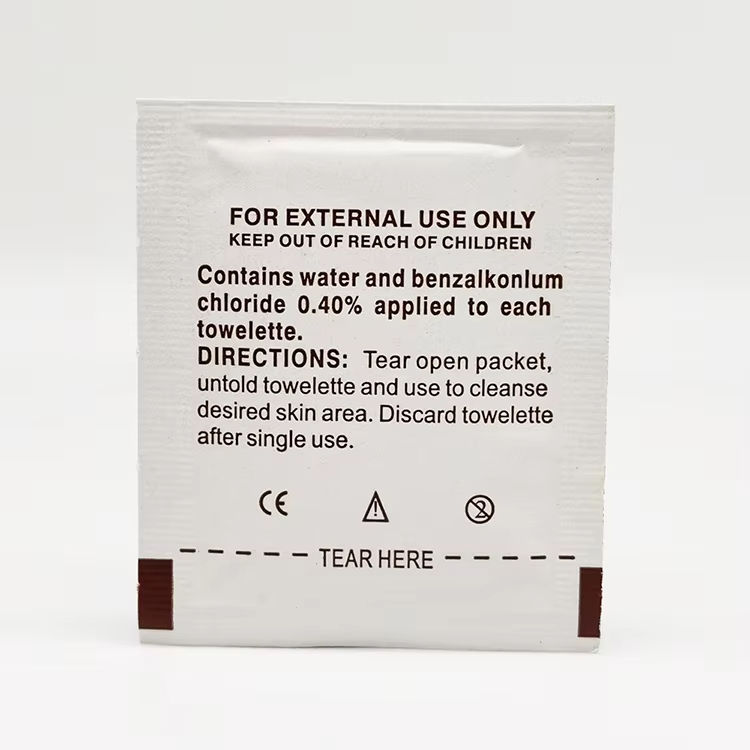 FOR EXTERNAL USE ONLY
KEEP OUT OF REACH OF CHILDREN
Contains water and benzalkonlum
chloride 0.40% applied to each
towelette.
DIRECTIONS: Tear open packet,
untold towelette and use to cleanse
desired skin area. Discard towelette
after single use.
CE
2
TEAR HERE